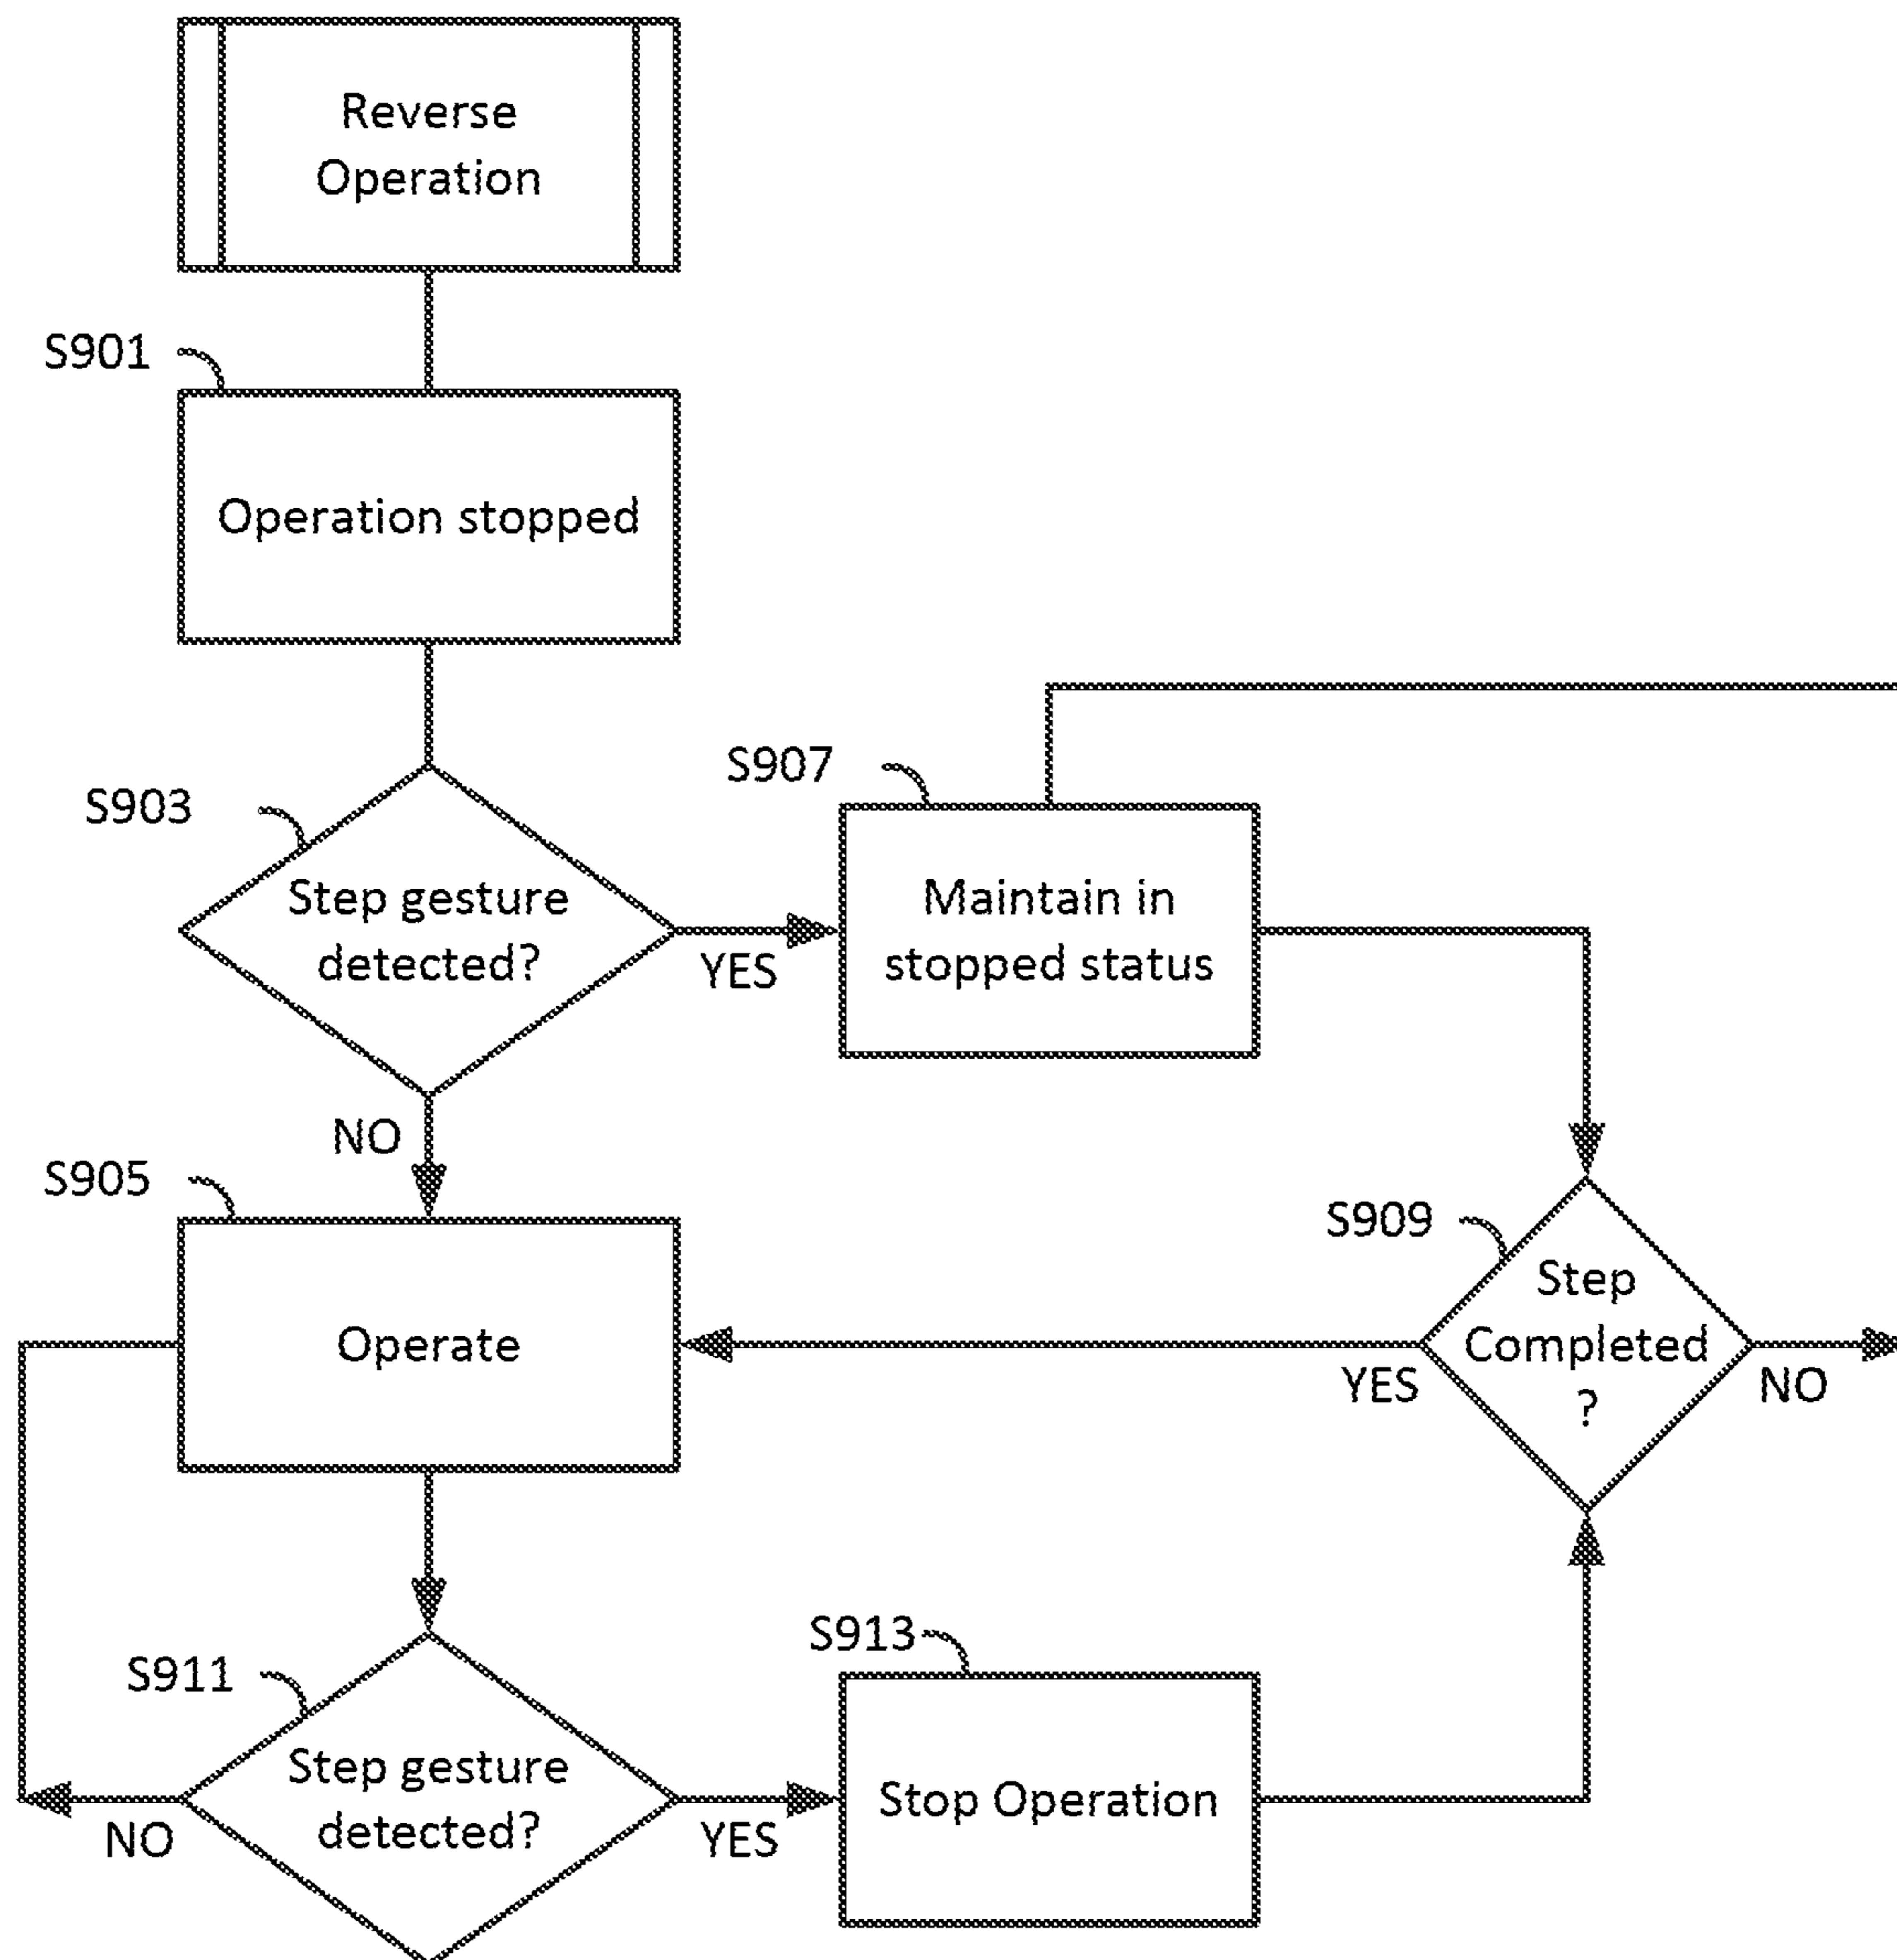 Reverse
Operation
S901
Operation stopped
S903
Step gesture
detected?
YES
NO
S907
Maintain in
stopped status
S905
Operate
S909
Step
Completed
?
YES
NO
S911
Step gesture
detected?
NO
YES
S913
Stop Operation